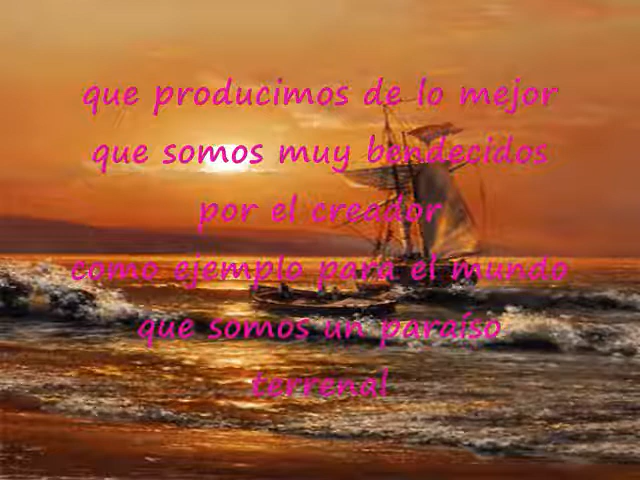 que producimos de lo mejor
que somos muy bendecidos
por el creador
como ejemplo para el mundo
que somos un paraíso
terrenal